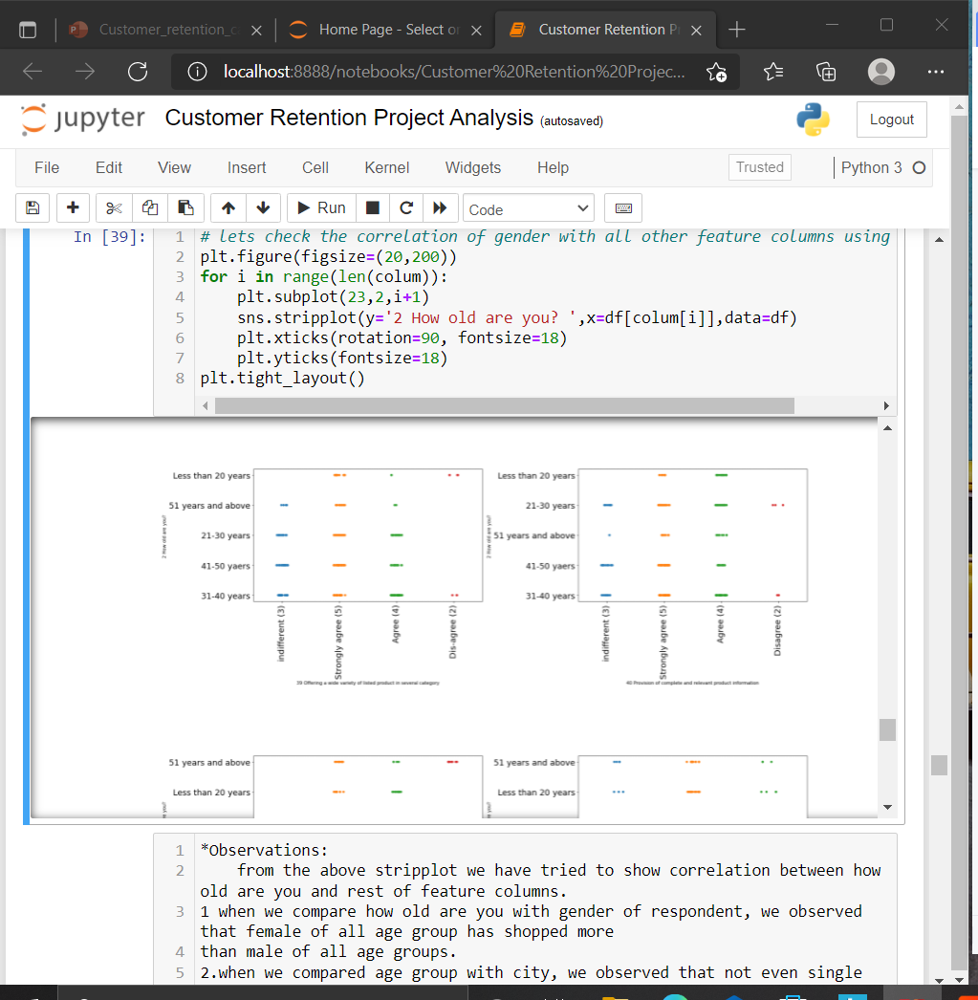 Customer_retention_c
Home Page - Select or
Customer Retention P
localhost:8888/notebooks/Customer%20Retention%20Projec...
jupyter
Customer Retention Project Analysis (autosaved)
Logout
File Edit View Insert Cell Kernel Widgets Help
Trusted
Python 3
Run
Code
In [39]:
1 # lets check the correlation of gender with all other feature columns using
2 plt.figure(figsize=(20,200))
3 for i in range(len(colum)):
4 plt.subplot(23,2,i+1)
5 sns.stripplot(y='2 How old are you? ',x=df[colum[i]],data=df)
6 plt.xticks(rotation=90, fontsize=18)
7 plt.yticks(fontsize=18)
8 plt.tight_layout()
Less than 20 years
51 years and above
21-30 years
41-50 yaers
31-40 years
2 How old are you?
indifferent (3)
Strongly agree (5)
Agree (4)
Dis-agree (2)
39 Offering a wide variety of listed product in several category
Less than 20 years
21-30 years
51 years and above
41-50 yaers
31-40 years
2 How old are you?
indifferent (3)
Strongly agree (5)
Agree (4)
Disagree (2)
40 Provision of complete and relevant product information
51 years and above
Less than 20 years
51 years and above
Less than 20 years
1 *Observations:
2 from the above stripplot we have tried to show correlation between how
old are you and rest of feature columns.
3 1 when we compare how old are you with gender of respondent, we observed
that female of all age group has shopped more
4 than male of all age groups.
5 2.when we compared age group with city, we observed that not even single